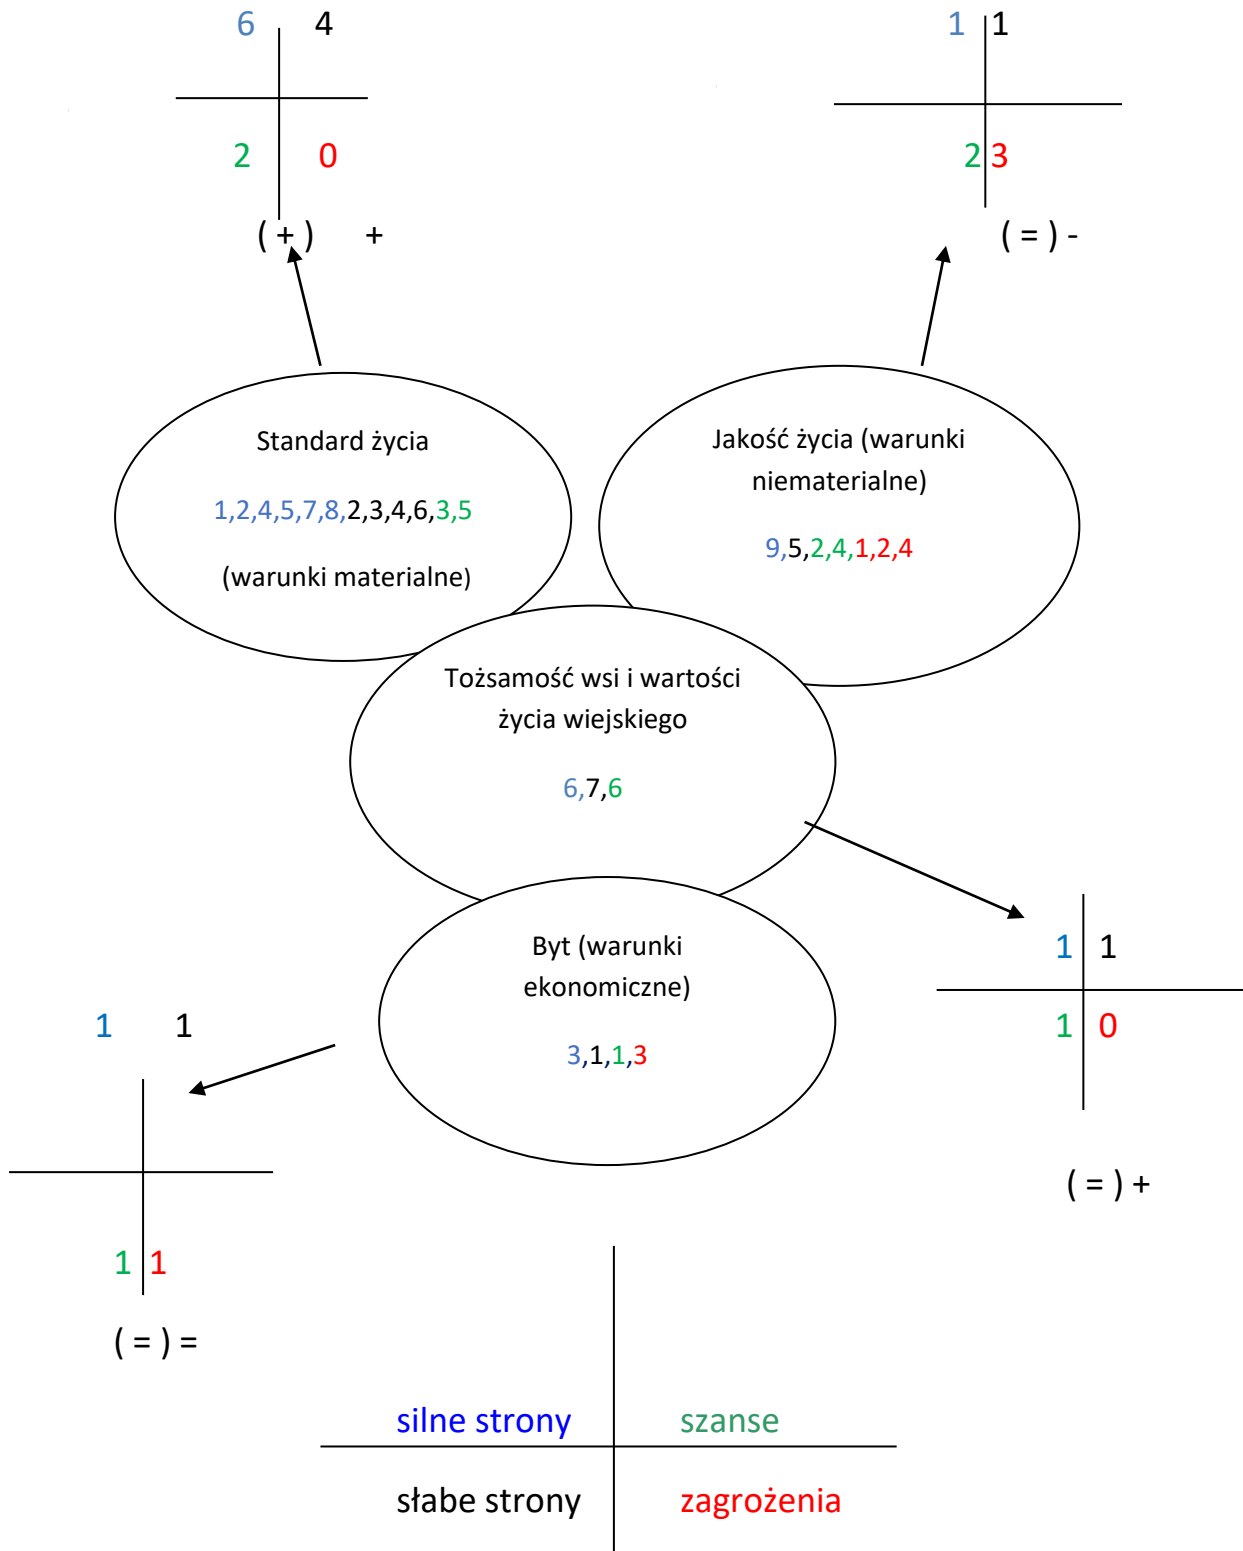 6 4
1 1
2 0
2 3
( + ) +
( = ) -
Standard życia
1,2,4,5,7,8,2,3,4,6,3,5
(warunki materialne)
Jakość życia (warunki
niematerialne)
9,5,2,4,1,2,4
Tożsamość wsi i wartości
życia wiejskiego
6,7,6
Byt (warunki
ekonomiczne)
3,1,1,3
1 1
1 0
( = ) +
1 1
1 1
( = ) =
silne strony szanse
słabe strony zagrożenia